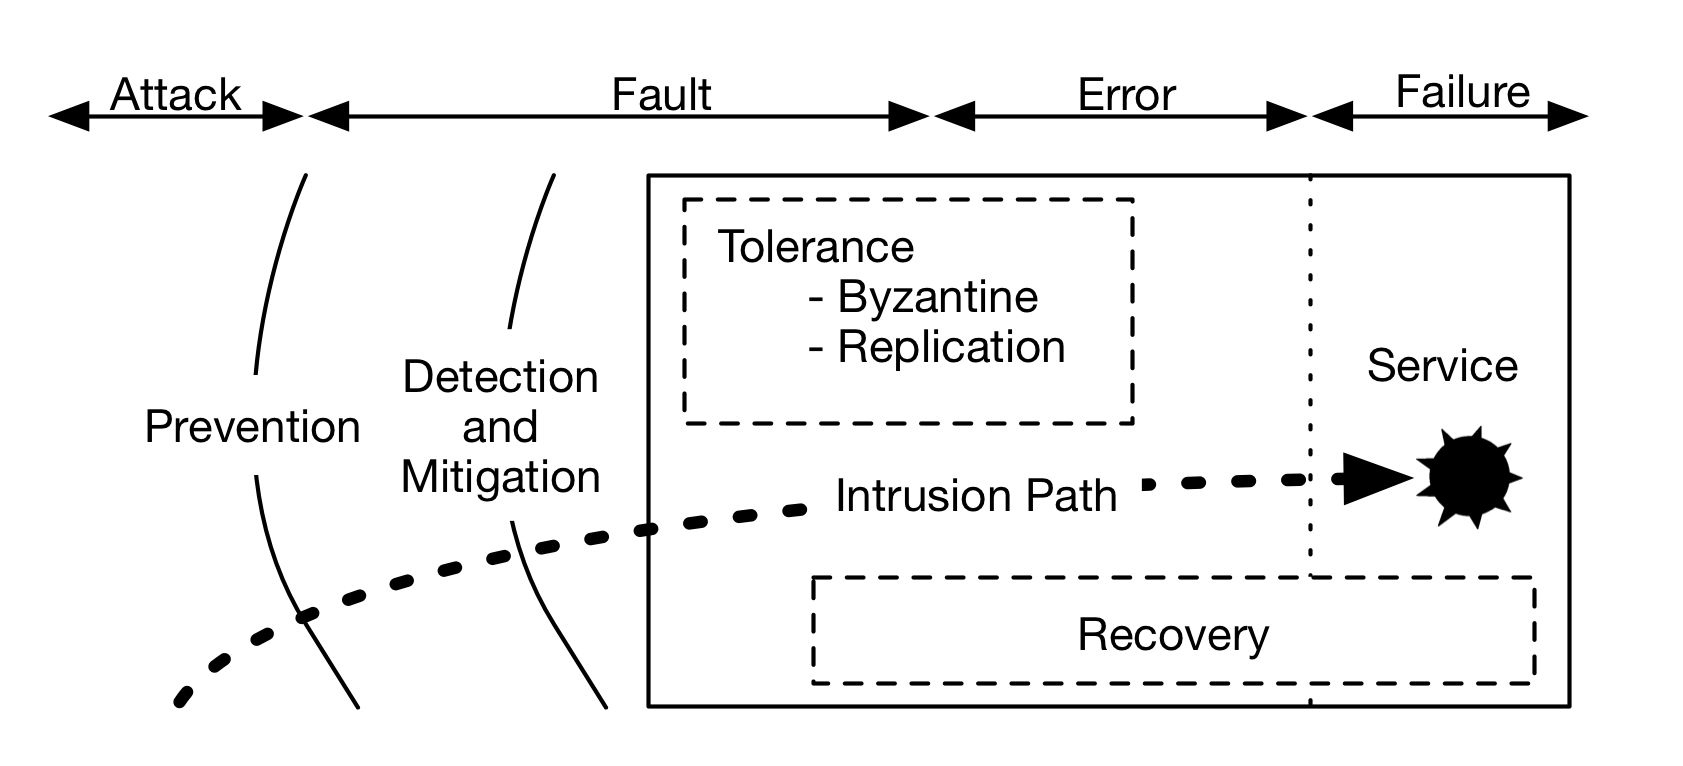 Attack
Fault
Error
Failure
Tolerance
- Byzantine
- Replication
Service
Detection
and
Mitigation
Prevention
Intrusion Path
Recovery